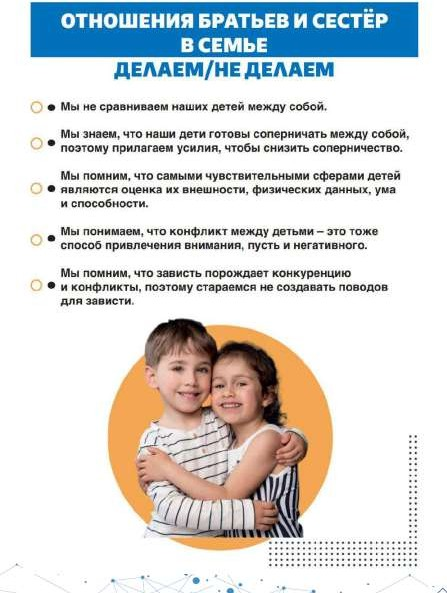 ОТНОШЕНИЯ БРАТЬЕВ И СЕСТЁР
В СЕМЬЕ
ДЕЛАЕМ/НЕ ДЕЛАЕМ
Мы не сравниваем наших детей между собой.
Мы знаем, что наши дети готовы соперничать между собой,
поэтому прилагаем усилия, чтобы снизить соперничество.
Мы помним, что самыми чувствительными сферами детей
являются оценка их внешности, физических данных, ума
и способности.
Мы понимаем, что конфликт между детьми – это тоже
способ привлечения внимания, пусть и негативного.
Мы помним, что зависть порождает конкуренцию
и конфликты, поэтому стараемся не создавать поводов
для зависти.